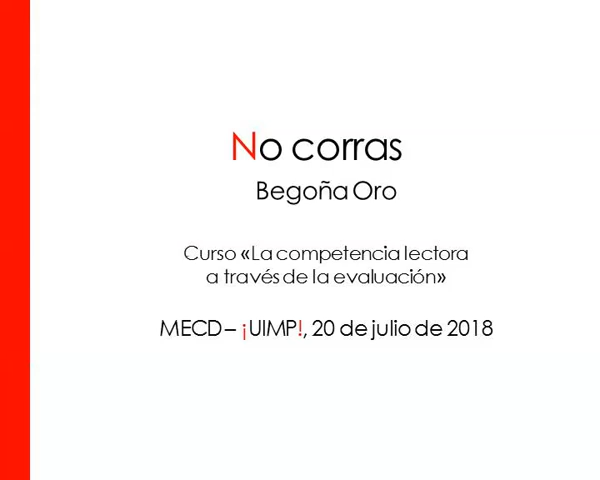 No corras
Begoña Oro
Curso «La competencia lectora
a través de la evaluación»
MECD – ¡UIMP!, 20 de julio de 2018